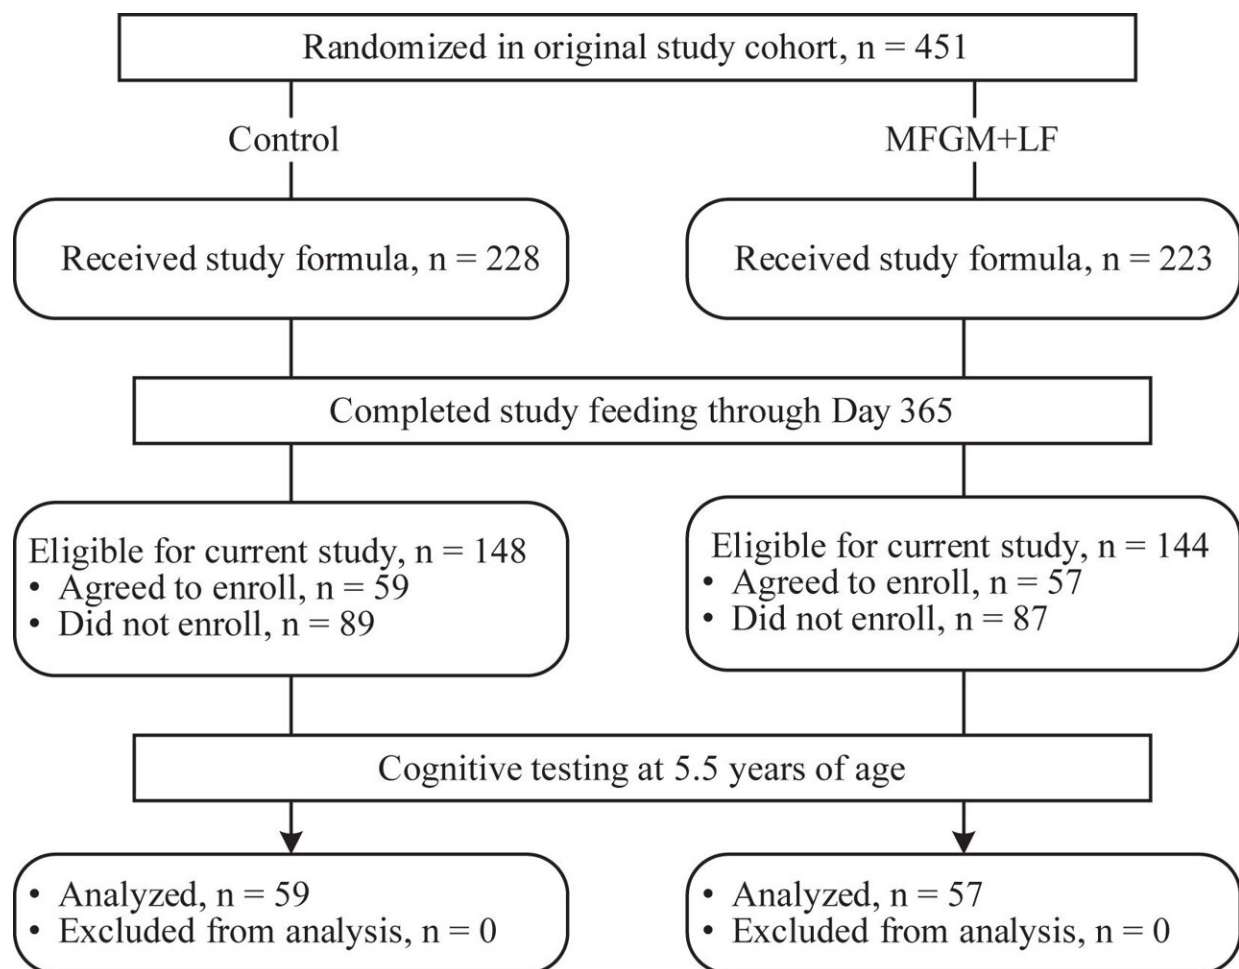 Randomized in original study cohort, n = 451
Control
MFGM+LF
Received study formula, n = 228
Received study formula, n = 223
Completed study feeding through Day 365
Eligible for current study, n = 148
• Agreed to enroll, n = 59
• Did not enroll, n = 89
Eligible for current study, n = 144
• Agreed to enroll, n = 57
• Did not enroll, n = 87
Cognitive testing at 5.5 years of age
• Analyzed, n = 59
• Excluded from analysis, n = 0
• Analyzed, n = 57
• Excluded from analysis, n = 0